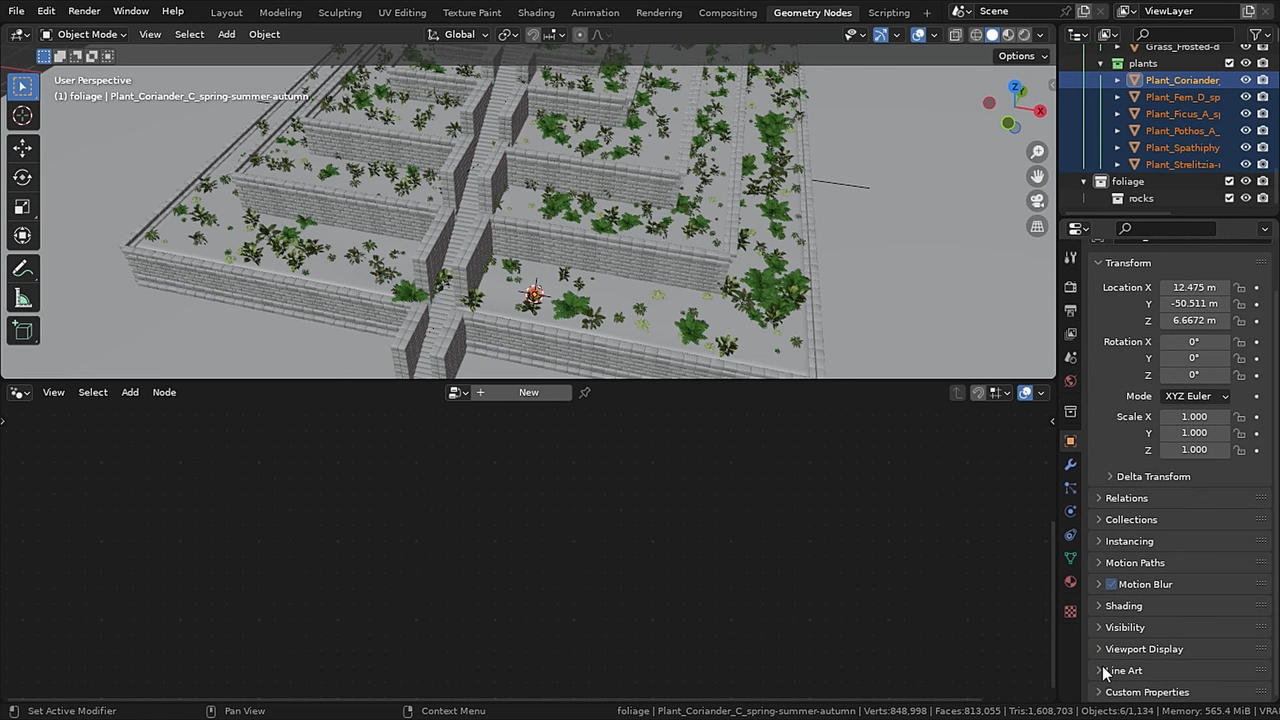 File Edit Render Window Help Layout Modeling Sculpting UV Editing Texture Paint Shading Animation Rendering Compositing Geometry Nodes Scripting + Scene ViewLayer
Object Mode View Select Add Object Global
Options
User Perspective
(1) foliage | Plant_Coriander_C_spring-summer-autumn
Z
X
Y
Grass_Frosted-d
plants
Plant_Coriander_
Plant_Fern_D_sp
Plant_Ficus_A_s
Plant_Pothos_A_
Plant_Spathiphy
Plant_Strelitzia-
foliage
rocks
Transform
Location X 12.475 m
Y -50.511 m
Z 6.6672 m
Rotation X 0°
Y 0°
Z 0°
Mode XYZ Euler
Scale X 1.000
Y 1.000
Z 1.000
Delta Transform
Relations
Collections
Instancing
Motion Paths
Motion Blur
Shading
Visibility
Viewport Display
Line Art
Custom Properties
View Select Add Node + New
Set Active Modifier Pan View Context Menu foliage | Plant_Coriander_C_spring-summer-autumn | Verts:848,998 | Faces:813,055 | Tris:1,608,703 | Objects:6/1,134 | Memory: 565.4 MiB | VRA